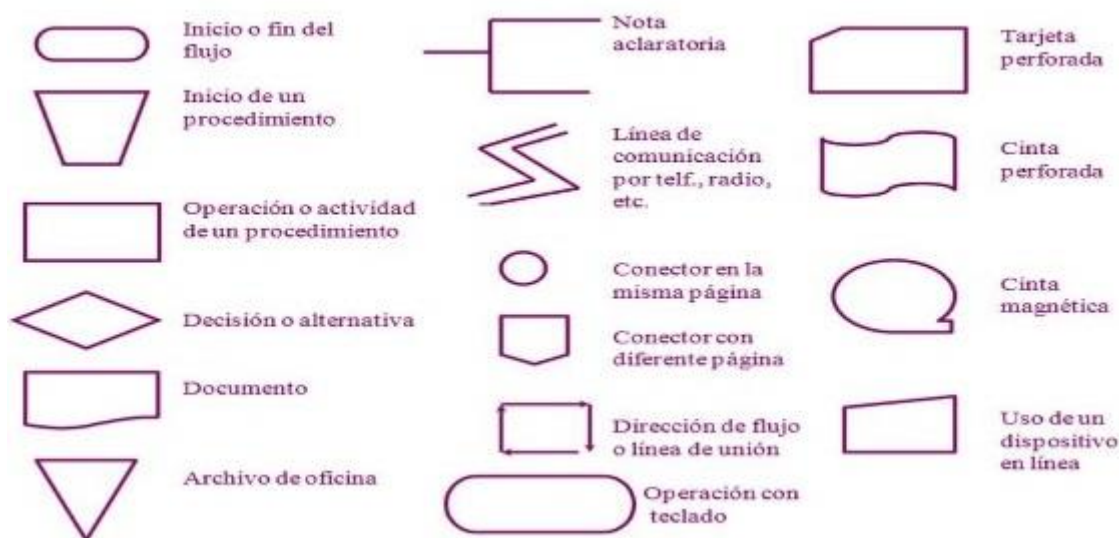 Inicio o fin del
flujo
Inicio de un
procedimiento
Operación o actividad
de un procedimiento
Decisión o alternativa
Documento
Archivo de oficina
Nota
aclaratoria
Línea de
comunicación
por telf., radio,
etc.
Conector en la
misma página
Conector con
diferente página
Dirección de flujo
o línea de unión
Operación con
teclado
Tarjeta
perforada
Cinta
perforada
Cinta
magnética
Uso de un
dispositivo
en línea